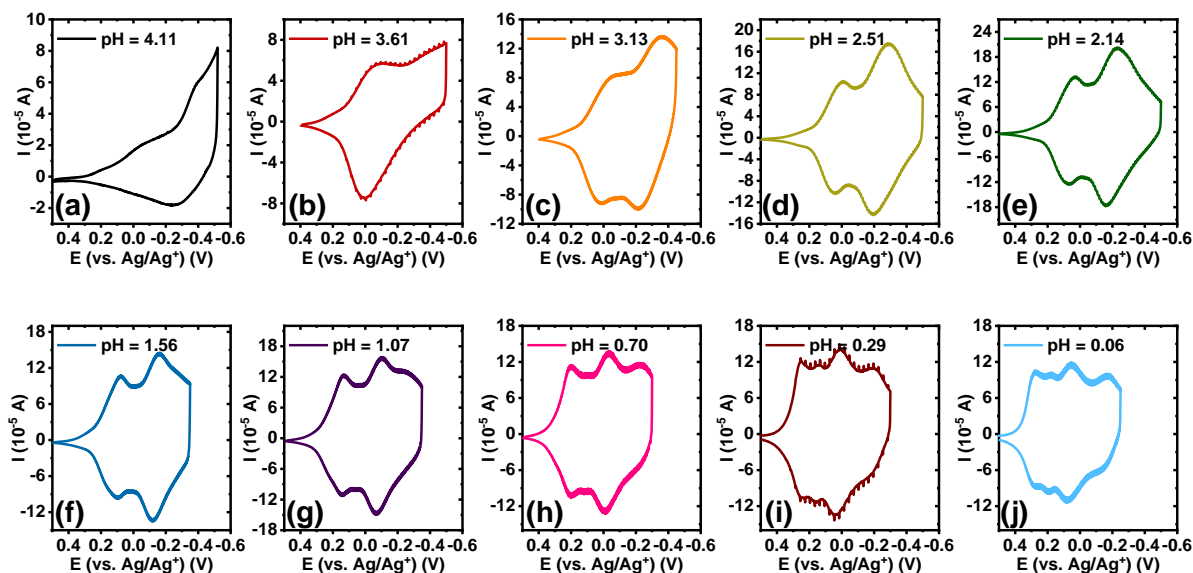 pH = 4.11
I (10⁻⁵ A)
10
8
6
4
2
0
-2
(a)
0.4 0.2 0.0 -0.2 -0.4 -0.6
E (vs. Ag/Ag⁺) (V)
pH = 3.61
I (10⁻⁵ A)
8
4
0
-4
-8
(b)
0.4 0.2 0.0 -0.2 -0.4 -0.6
E (vs. Ag/Ag⁺) (V)
pH = 3.13
I (10⁻⁵ A)
16
12
8
4
0
-4
-8
-12
(c)
0.4 0.2 0.0 -0.2 -0.4 -0.6
E (vs. Ag/Ag⁺) (V)
pH = 2.51
I (10⁻⁵ A)
20
16
12
8
4
0
-4
-8
-12
-16
(d)
0.4 0.2 0.0 -0.2 -0.4 -0.6
E (vs. Ag/Ag⁺) (V)
pH = 2.14
I (10⁻⁵ A)
24
18
12
6
0
-6
-12
-18
(e)
0.4 0.2 0.0 -0.2 -0.4 -0.6
E (vs. Ag/Ag⁺) (V)
pH = 1.56
I (10⁻⁵ A)
18
12
6
0
-6
-12
(f)
0.4 0.2 0.0 -0.2 -0.4 -0.6
E (vs. Ag/Ag⁺) (V)
pH = 1.07
I (10⁻⁵ A)
18
12
6
0
-6
-12
-18
(g)
0.4 0.2 0.0 -0.2 -0.4 -0.6
E (vs. Ag/Ag⁺) (V)
pH = 0.70
I (10⁻⁵ A)
18
12
6
0
-6
-12
(h)
0.4 0.2 0.0 -0.2 -0.4 -0.6
E (vs. Ag/Ag⁺) (V)
pH = 0.29
I (10⁻⁵ A)
18
12
6
0
-6
-12
(i)
0.4 0.2 0.0 -0.2 -0.4 -0.6
E (vs. Ag/Ag⁺) (V)
pH = 0.06
I (10⁻⁵ A)
18
12
6
0
-6
-12
(j)
0.4 0.2 0.0 -0.2 -0.4 -0.6
E (vs. Ag/Ag⁺) (V)